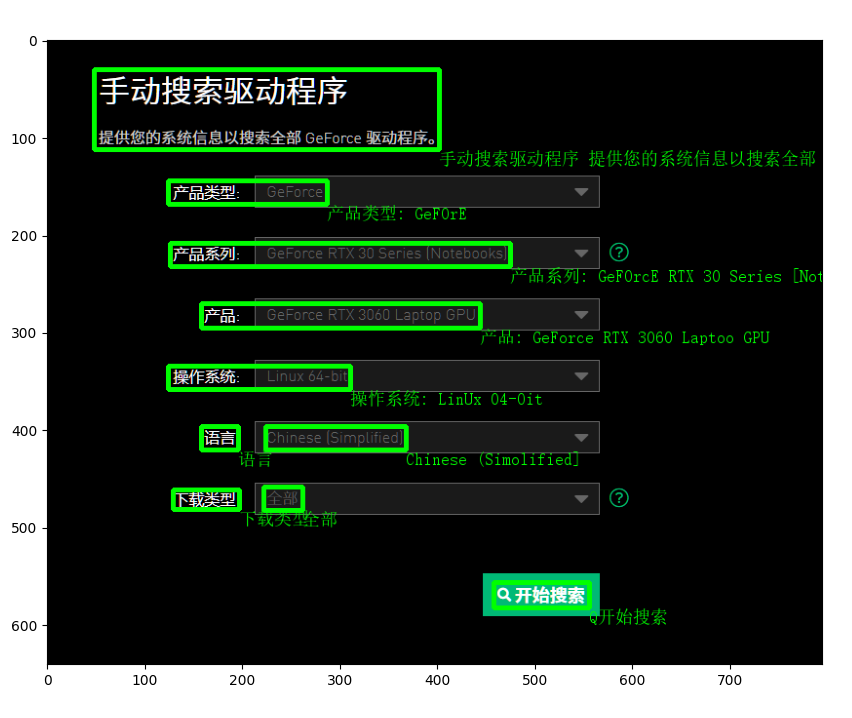 0
手动搜索驱动程序
100
提供您的系统信息以搜索全部 GeForce 驱动程序。
手动搜索驱动程序 提供您的系统信息以搜索全部
产品类型: GeForce
200
产品类型: GeFOrE
产品系列: GeForce RTX 30 Series (Notebooks)
产品系列: GeFOrcE RTX 30 Series [Not
300
产品: GeForce RTX 3060 Laptop GPU
产品: GeForce RTX 3060 Laptoo GPU
操作系统: Linux 64-bit
操作系统: LinUx 04-0it
400
语言 Chinese (Simplified)
语言 Chinese (Simolified]
下载类型 全部
500
下载类型全部
开始搜索
600
Q开始搜索
0 100 200 300 400 500 600 700